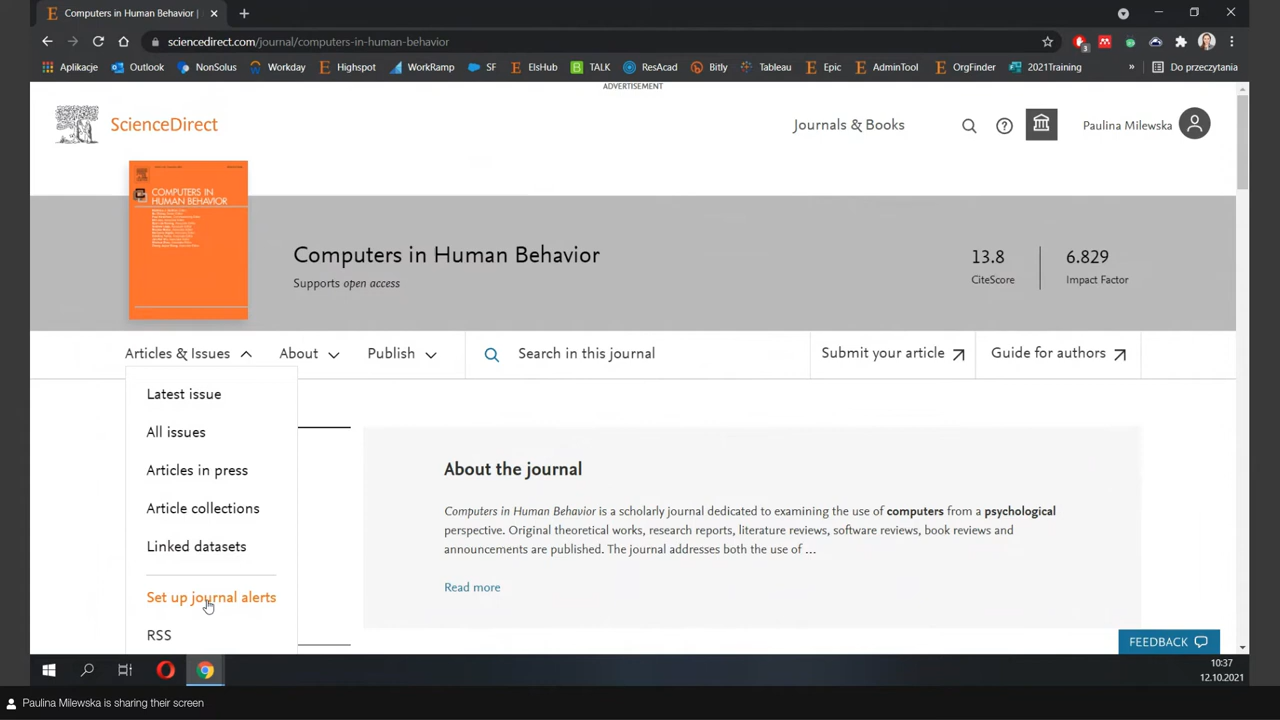 Computers in Human Behavior |
sciencedirect.com/journal/computers-in-human-behavior
3
Aplikacje Outlook NonSolus Workday Highspot WorkRamp SF ElsHub TALK ResAcad Bitly Tableau Epic AdminTool OrgFinder 2021Training » Do przeczytania
ADVERTISEMENT
ScienceDirect
Journals & Books
Paulina Milewska
COMPUTERS IN
HUMAN BEHAVIOR
Computers in Human Behavior
Supports open access
13.8
CiteScore
6.829
Impact Factor
Articles & Issues
About
Publish
Search in this journal
Submit your article
Guide for authors
Latest issue
All issues
Articles in press
Article collections
Linked datasets
Set up journal alerts
RSS
About the journal
Computers in Human Behavior is a scholarly journal dedicated to examining the use of computers from a psychological
perspective. Original theoretical works, research reports, literature reviews, software reviews, book reviews and
announcements are published. The journal addresses both the use of ...
Read more
FEEDBACK
10:37
12.10.2021
Paulina Milewska is sharing their screen